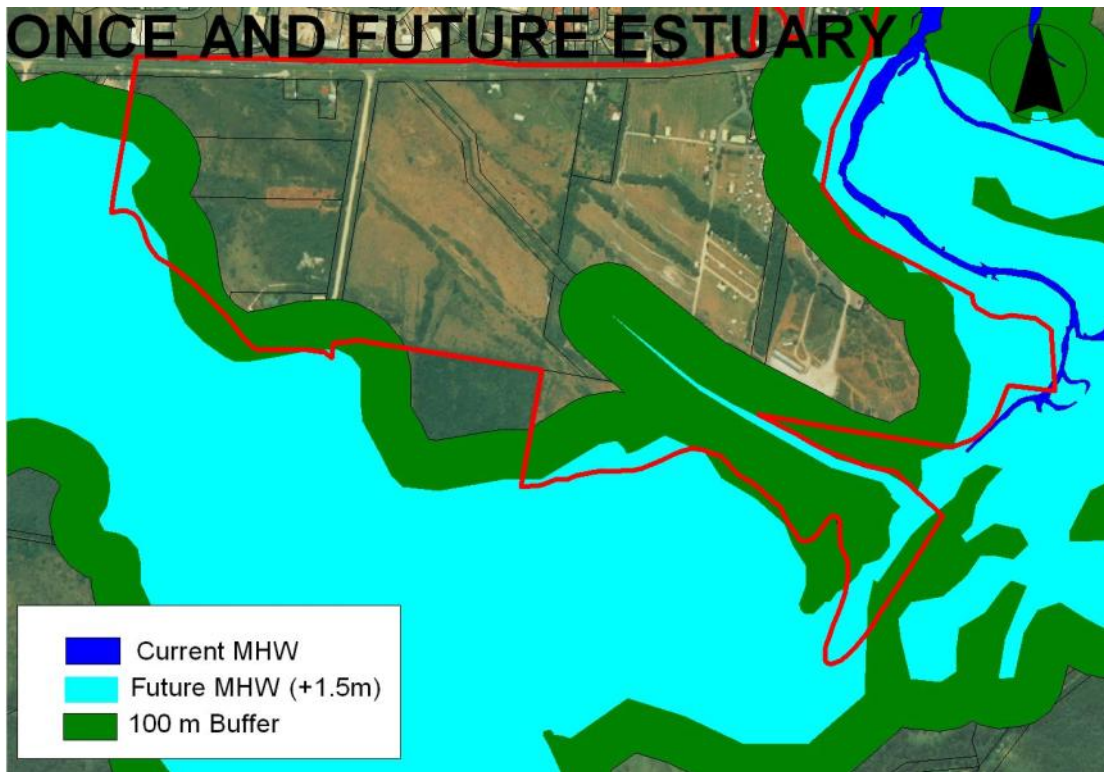 ONCE AND FUTURE ESTUARY
Current MHW
Future MHW (+1.5m)
100 m Buffer